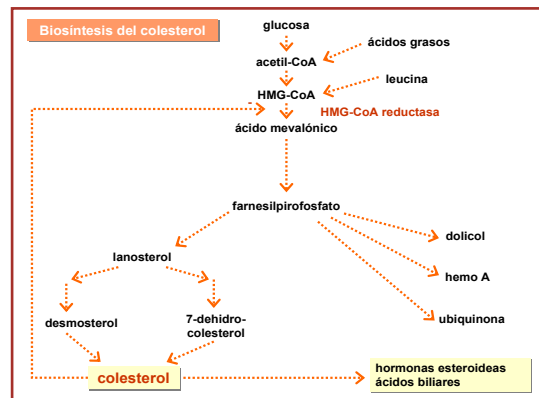 Biosíntesis del colesterol
glucosa
ácidos grasos
acetil-CoA
leucina
HMG-CoA
-
HMG-CoA reductasa
ácido mevalónico
farnesilpirofosfato
dolicol
lanosterol
hemo A
desmosterol
7-dehidro-
colesterol
ubiquinona
colesterol
hormonas esteroideas
ácidos biliares